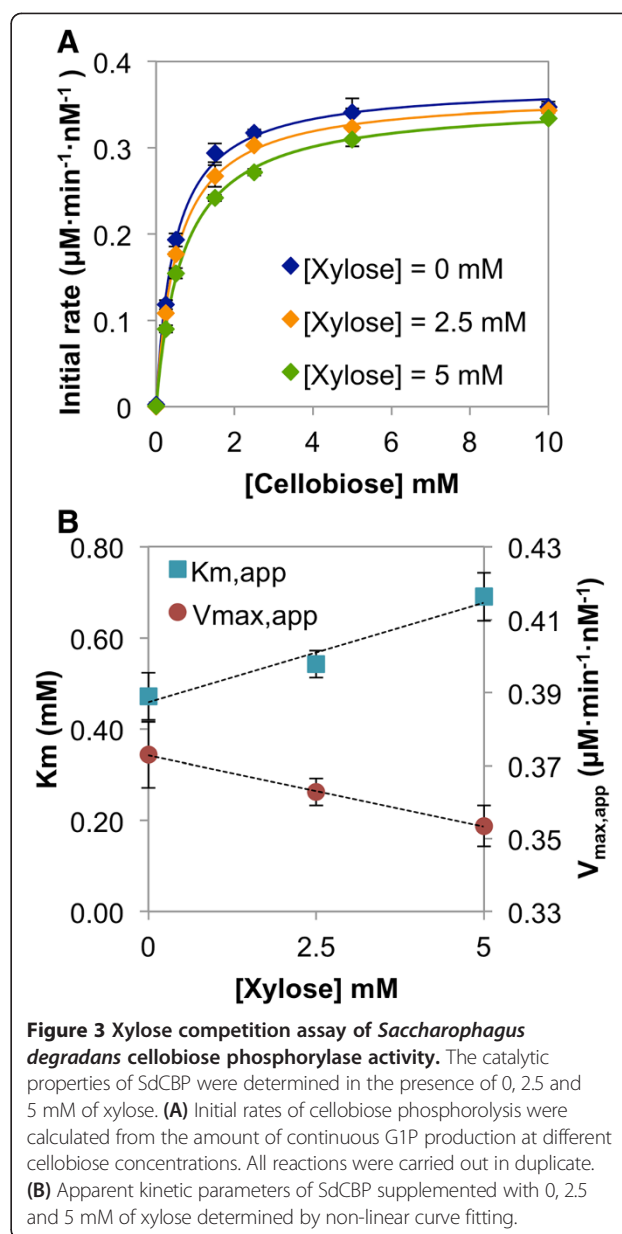 A
Initial rate (µM·min⁻¹·nM⁻¹)
0.4
0.3
0.2
0.1
0
[Xylose] = 0 mM
[Xylose] = 2.5 mM
[Xylose] = 5 mM
0 2 4 6 8 10
[Cellobiose] mM
B
Km (mM)
0.80
0.60
0.40
0.20
0.00
Km,app
Vmax,app
0.43
0.41
0.39
0.37
0.35
0.33
Vmax,app (µM·min⁻¹·nM⁻¹)
0 2.5 5
[Xylose] mM
Figure 3 Xylose competition assay of Saccharophagus
degradans cellobiose phosphorylase activity. The catalytic
properties of SdCBP were determined in the presence of 0, 2.5 and
5 mM of xylose. (A) Initial rates of cellobiose phosphorolysis were
calculated from the amount of continuous G1P production at different
cellobiose concentrations. All reactions were carried out in duplicate.
(B) Apparent kinetic parameters of SdCBP supplemented with 0, 2.5
and 5 mM of xylose determined by non-linear curve fitting.